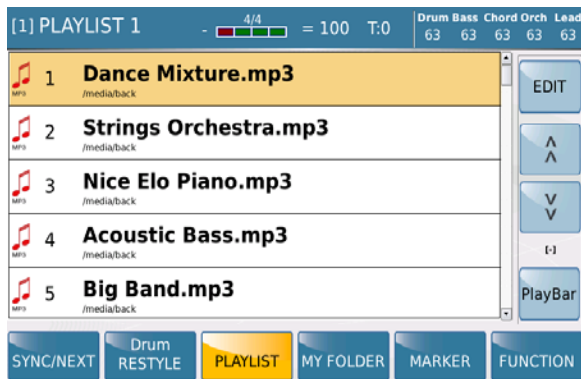 [1] PLAYLIST 1
- 4/4 = 100 T:0
Drum Bass Chord Orch Lead
63 63 63 63 63
1 Dance Mixture.mp3
MP3 /media/back
2 Strings Orchestra.mp3
MP3 /media/back
3 Nice Elo Piano.mp3
MP3 /media/back
4 Acoustic Bass.mp3
MP3 /media/back
5 Big Band.mp3
MP3 /media/back
EDIT
[-]
PlayBar
SYNC/NEXT
Drum
RESTYLE
PLAYLIST
MY FOLDER
MARKER
FUNCTION